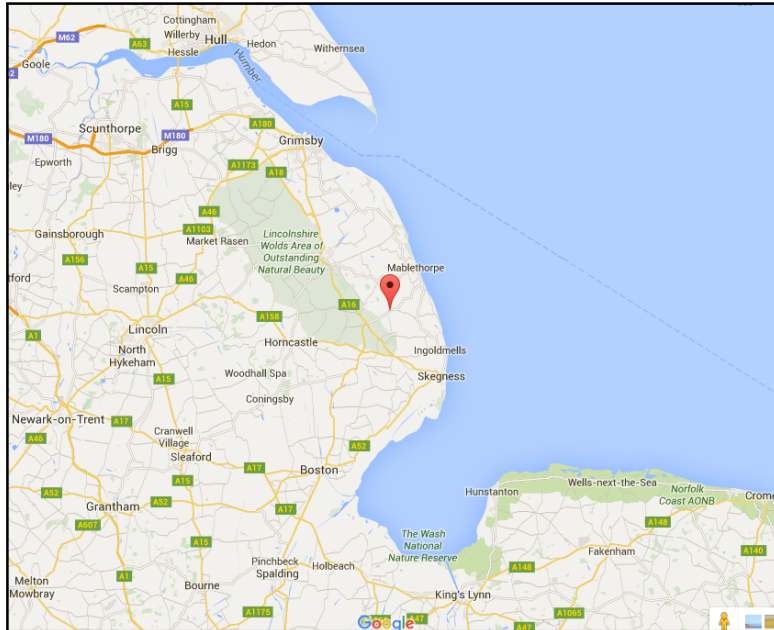 Cottingham
Willerby
M62
A63
Hull
Hessle
Hedon
Withernsea
Goole
Humber
A15
Scunthorpe
A180
M180
M180
Brigg
Grimsby
Epworth
A1173
A18
ley
A46
Gainsborough
A1103
Market Rasen
Lincolnshire
Wolds Area of
Outstanding
Natural Beauty
A156
A15
A46
Mablethorpe
tford
Scampton
A16
A158
Lincoln
A1
North
Hykeham
Horncastle
Ingoldmells
A15
Woodhall Spa
Skegness
Coningsby
Newark-on-Trent
A17
A46
Cranwell
Village
A52
Sleaford
A17
Boston
A15
A52
A52
Grantham
A17
Hunstanton
Wells-next-the-Sea
Norfolk
Coast AONB
Crome
A607
A148
A15
The Wash
National
Nature Reserve
Fakenham
A140
Pinchbeck
Spalding
Holbeach
A148
A1
Melton
Mowbray
Bourne
King's Lynn
A1175
Google
A47
A1065
A47